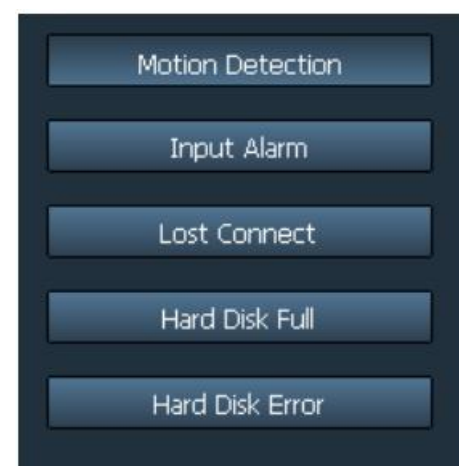 Motion Detection
Input Alarm
Lost Connect
Hard Disk Full
Hard Disk Error